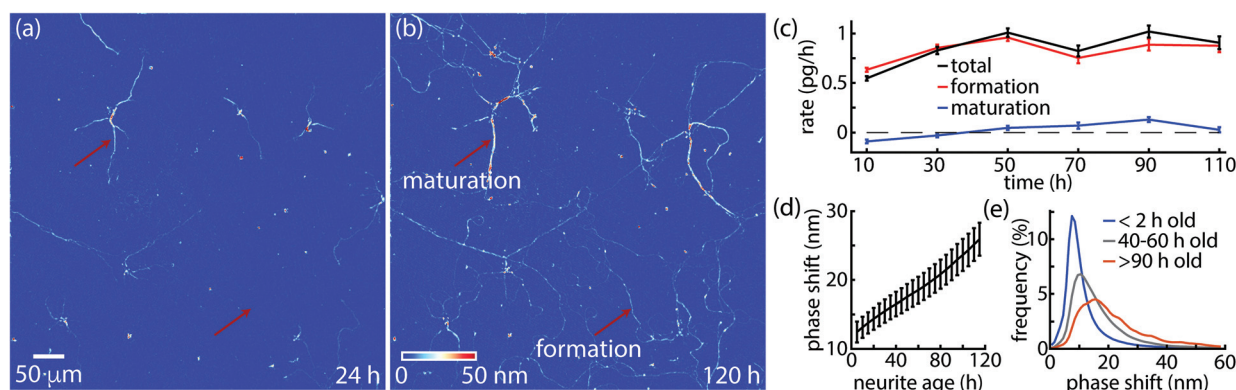 (a)
50 µm
24 h
(b)
maturation
formation
0
50 nm
120 h
(c)
rate (pg/h)
1
0.5
0
total
formation
maturation
10
30
50
70
90
110
time (h)
(d)
phase shift (nm)
30
20
10
0
40
80
120
neurite age (h)
(e)
frequency (%)
10
5
0
< 2 h old
40-60 h old
>90 h old
0
20
40
60
phase shift (nm)